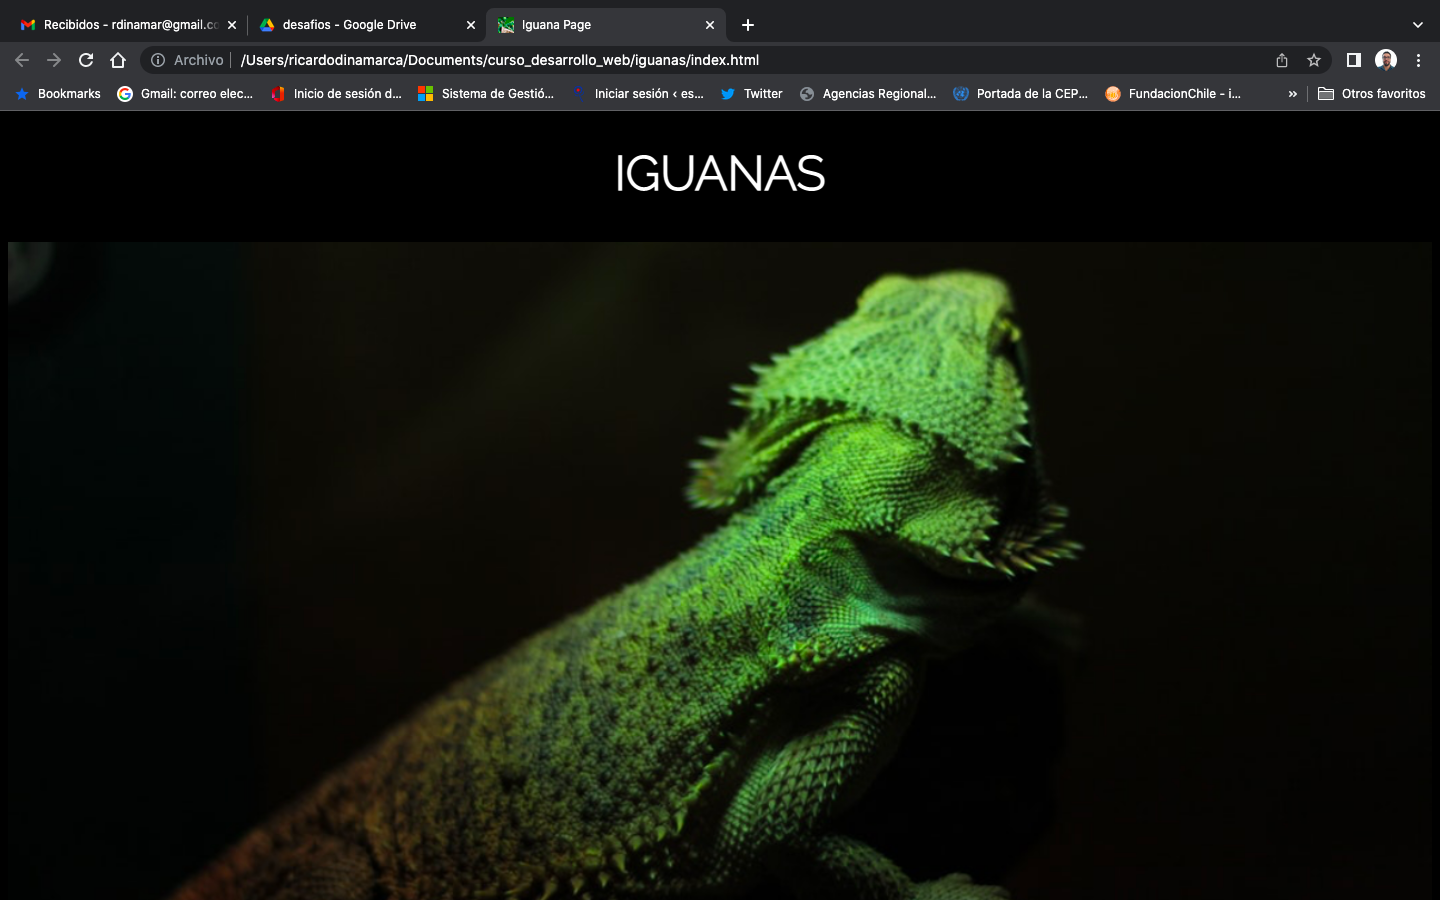 Recibidos - rdinamar@gmail.co
desafios - Google Drive
Iguana Page
Archivo /Users/ricardodinamarca/Documents/curso_desarrollo_web/iguanas/index.html
Bookmarks Gmail: correo elec... Inicio de sesión d... Sistema de Gestió... Iniciar sesión ‹ es... Twitter Agencias Regional... Portada de la CEP... FundacionChile - i... » Otros favoritos
IGUANAS